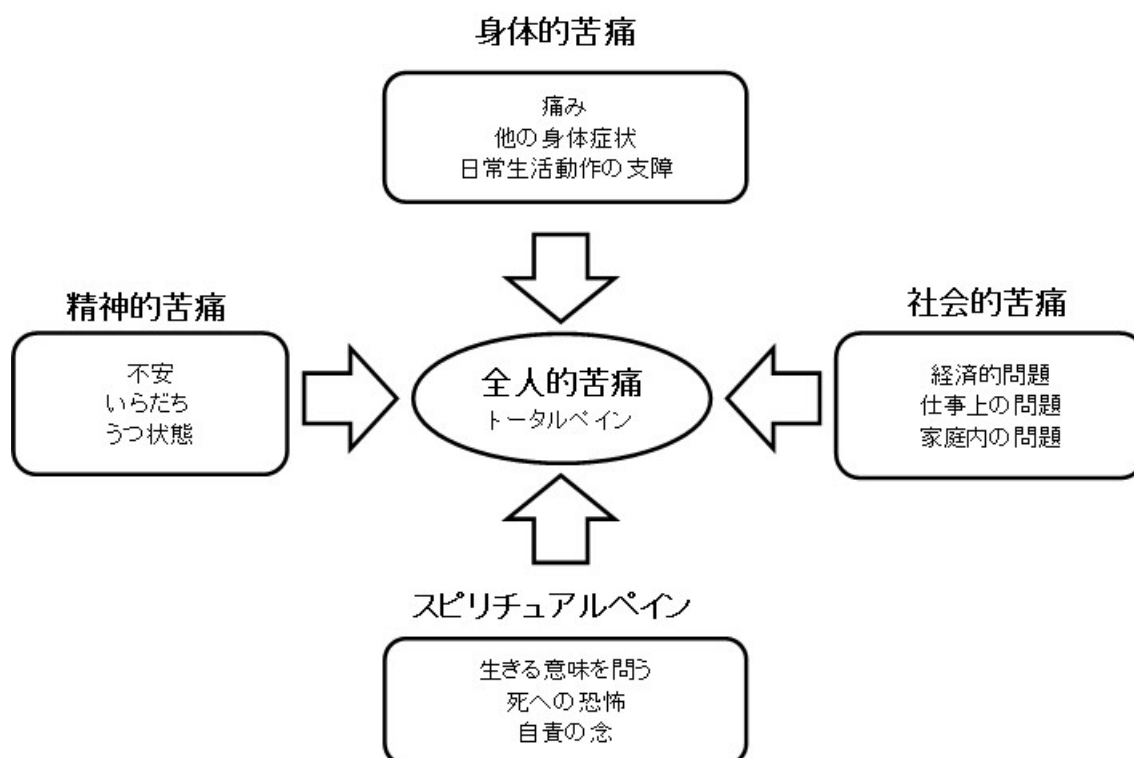 身体的苦痛
痛み
他の身体症状
日常生活動作の支障
精神的苦痛
不安
いらだち
うつ状態
全人的苦痛
トータルペイン
社会的苦痛
経済的問題
仕事上の問題
家庭内の問題
スピリチュアルペイン
生きる意味を問う
死への恐怖
自責の念